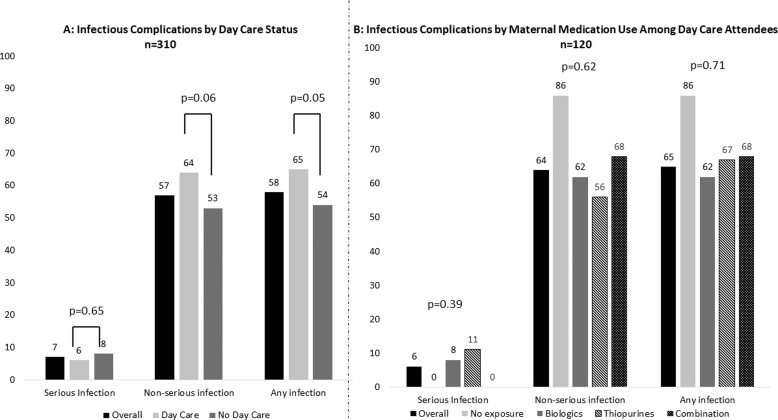 A: Infectious Complications by Day Care Status
n=310
100
90
80
70
60
50
40
30
20
10
0
p=0.65
p=0.06
p=0.05
7
6
8
57
64
53
58
65
54
Serious Infection
Non-serious infection
Any infection
Overall
Day Care
No Day Care
B: Infectious Complications by Maternal Medication Use Among Day Care Attendees
n=120
100
90
80
70
60
50
40
30
20
10
0
p=0.39
p=0.62
p=0.71
6
0
8
11
0
64
86
62
56
68
65
86
62
67
68
Serious Infection
Non-serious infection
Any infection
Overall
No exposure
Biologics
Thiopurines
Combination